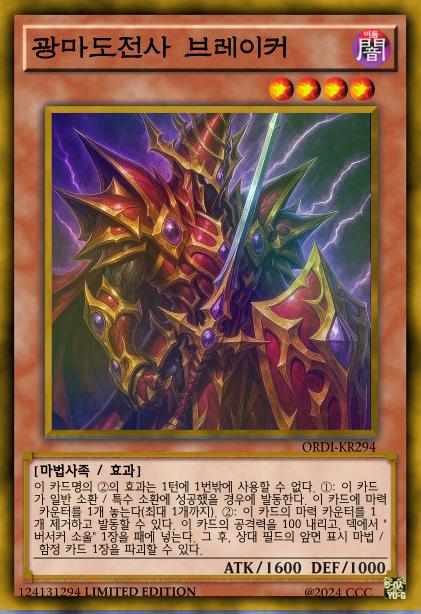 광마도전사 브레이커
어둠
闇
ORDI-KR294
[마법사족 / 효과]
이 카드명의 ②의 효과는 1턴에 1번밖에 사용할 수 없다. ①: 이 카드
가 일반 소환 / 특수 소환에 성공했을 경우에 발동한다. 이 카드에 마력
카운터를 1개 놓는다(최대 1개까지). ②: 이 카드의 마력 카운터를 1
개 제거하고 발동할 수 있다. 이 카드의 공격력을 100 내리고, 덱에서 "
버서커 소울" 1장을 패에 넣는다. 그 후, 상대 필드의 앞면 표시 마법 /
함정 카드 1장을 파괴할 수 있다.
ATK/1600 DEF/1000
124131294 LIMITED EDITION @2024 CCC